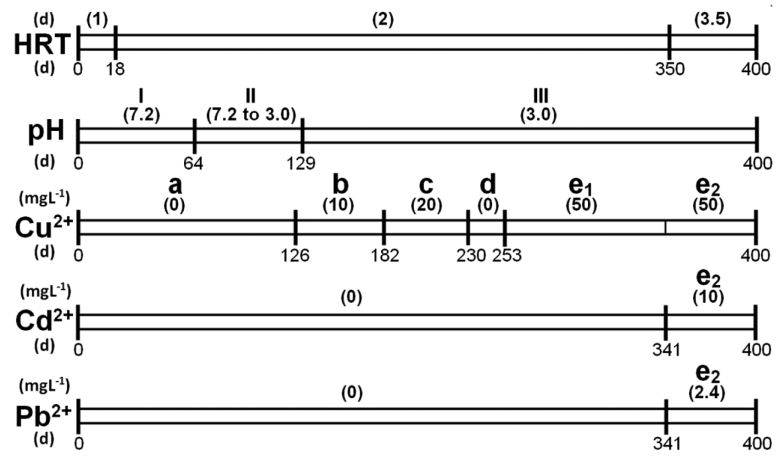 (d) (1) (2) (3.5)
HRT
(d) 0 18 350 400
I II III
(7.2) (7.2 to 3.0) (3.0)
pH
(d) 0 64 129 400
a b c d e₁ e₂
(mgL⁻¹) (0) (10) (20) (0) (50) (50)
Cu²⁺
(d) 0 126 182 230 253 400
e₂
(mgL⁻¹) (0) (10)
Cd²⁺
(d) 0 341 400
e₂
(mgL⁻¹) (0) (2.4)
Pb²⁺
(d) 0 341 400